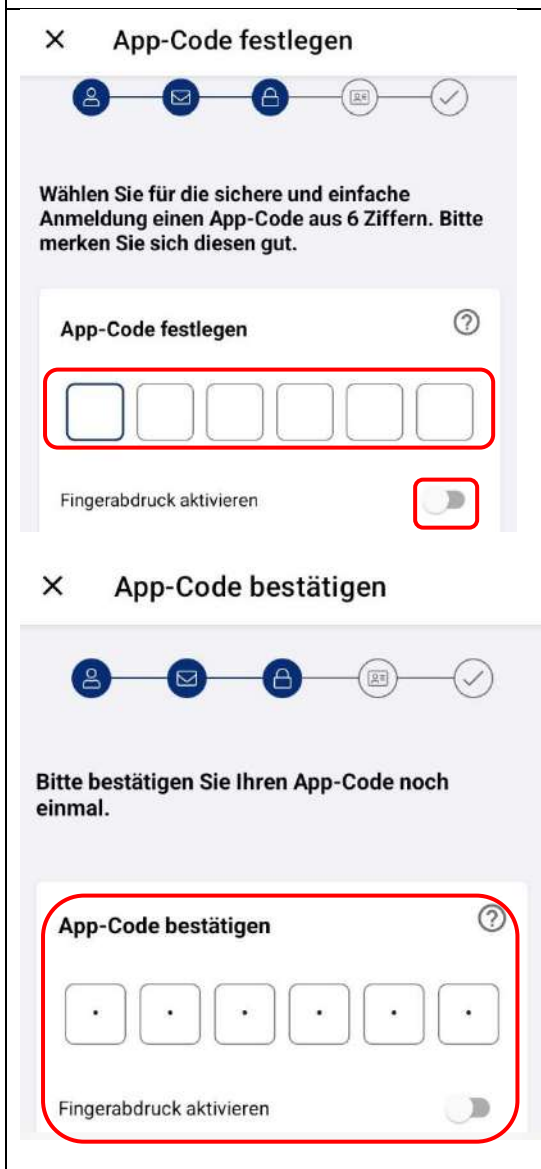 App-Code festlegen
Wählen Sie für die sichere und einfache
Anmeldung einen App-Code aus 6 Ziffern. Bitte
merken Sie sich diesen gut.
App-Code festlegen
Fingerabdruck aktivieren
App-Code bestätigen
Bitte bestätigen Sie Ihren App-Code noch
einmal.
App-Code bestätigen
Fingerabdruck aktivieren